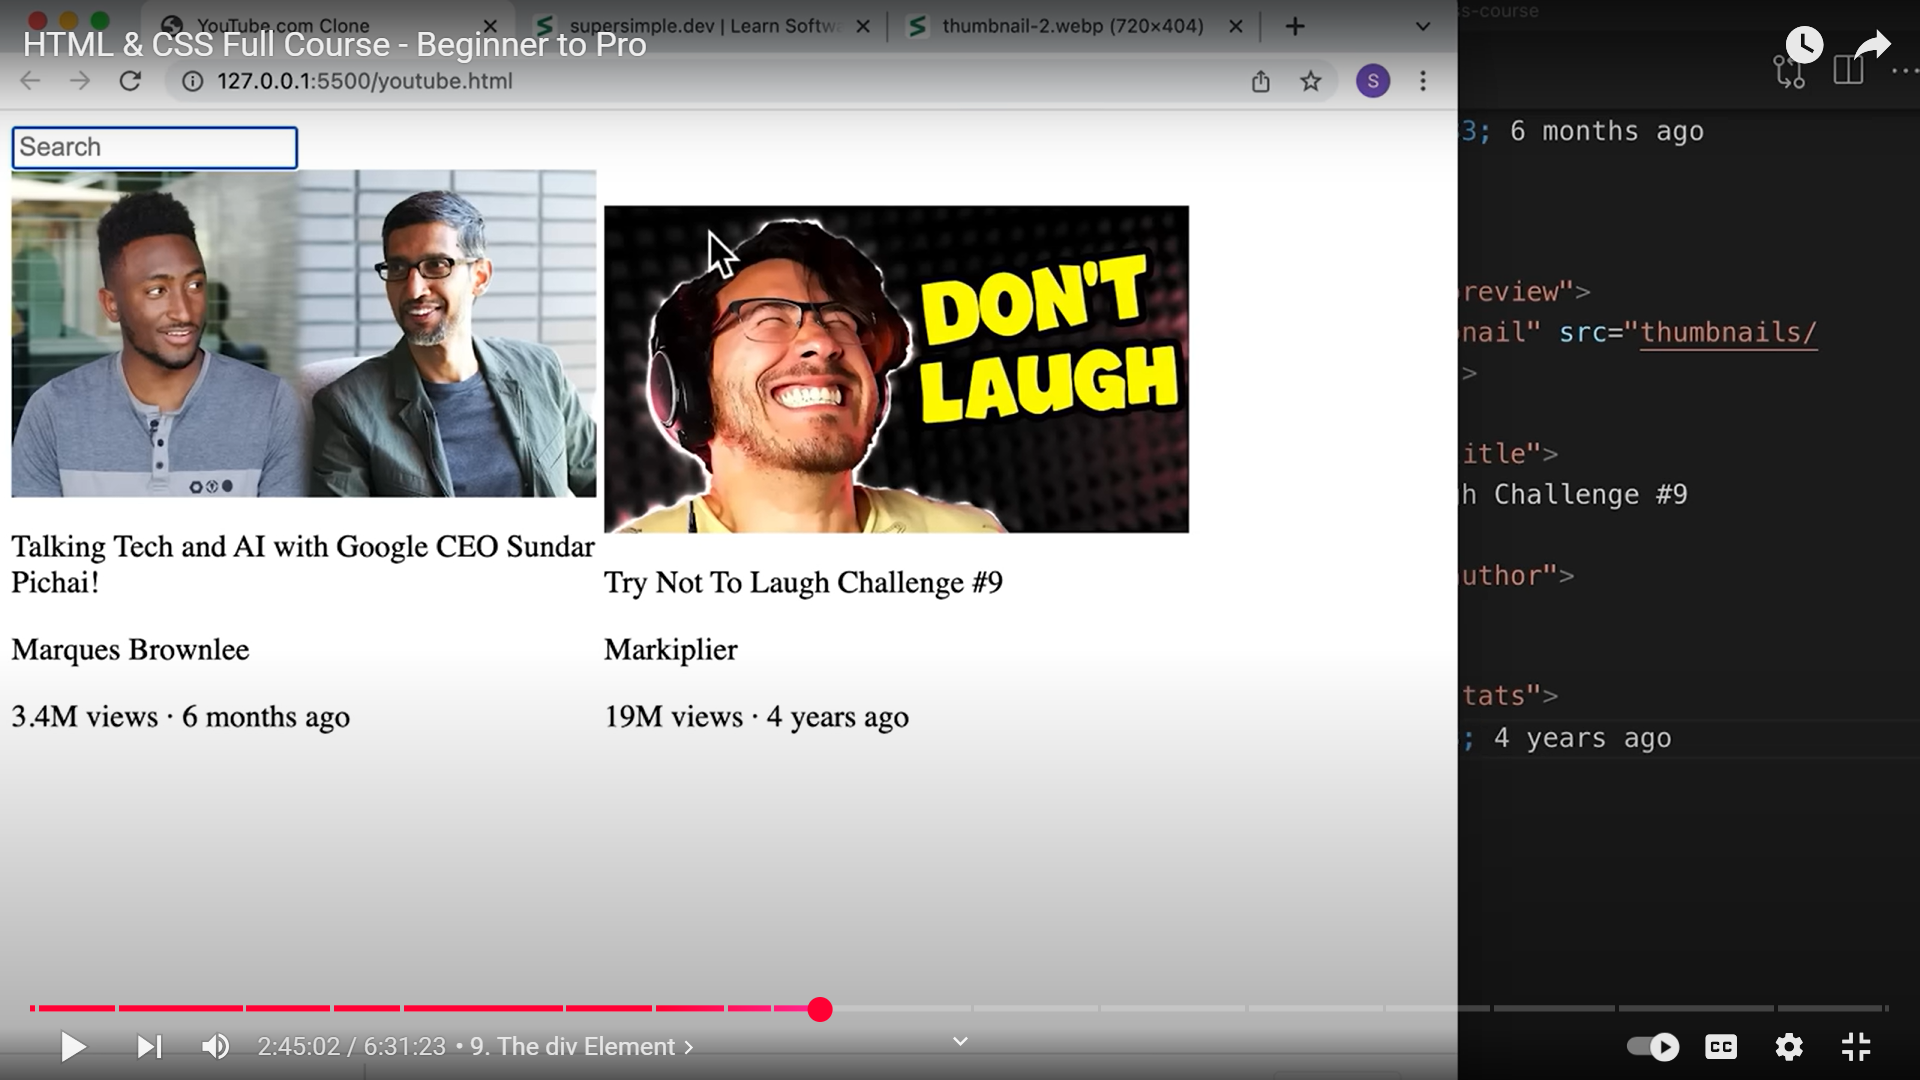 YouTube.com Clone
supersimple.dev | Learn Softwa
thumbnail-2.webp (720×404)
ss-course
HTML & CSS Full Course - Beginner to Pro
127.0.0.1:5500/youtube.html
S
Search
3; 6 months ago
DON'T
LAUGH
review">
nail" src="thumbnails/
>
itle">
h Challenge #9
uthor">
tats">
; 4 years ago
Talking Tech and AI with Google CEO Sundar
Pichai!
Marques Brownlee
3.4M views · 6 months ago
Try Not To Laugh Challenge #9
Markiplier
19M views · 4 years ago
2:45:02 / 6:31:23 • 9. The div Element >
CC